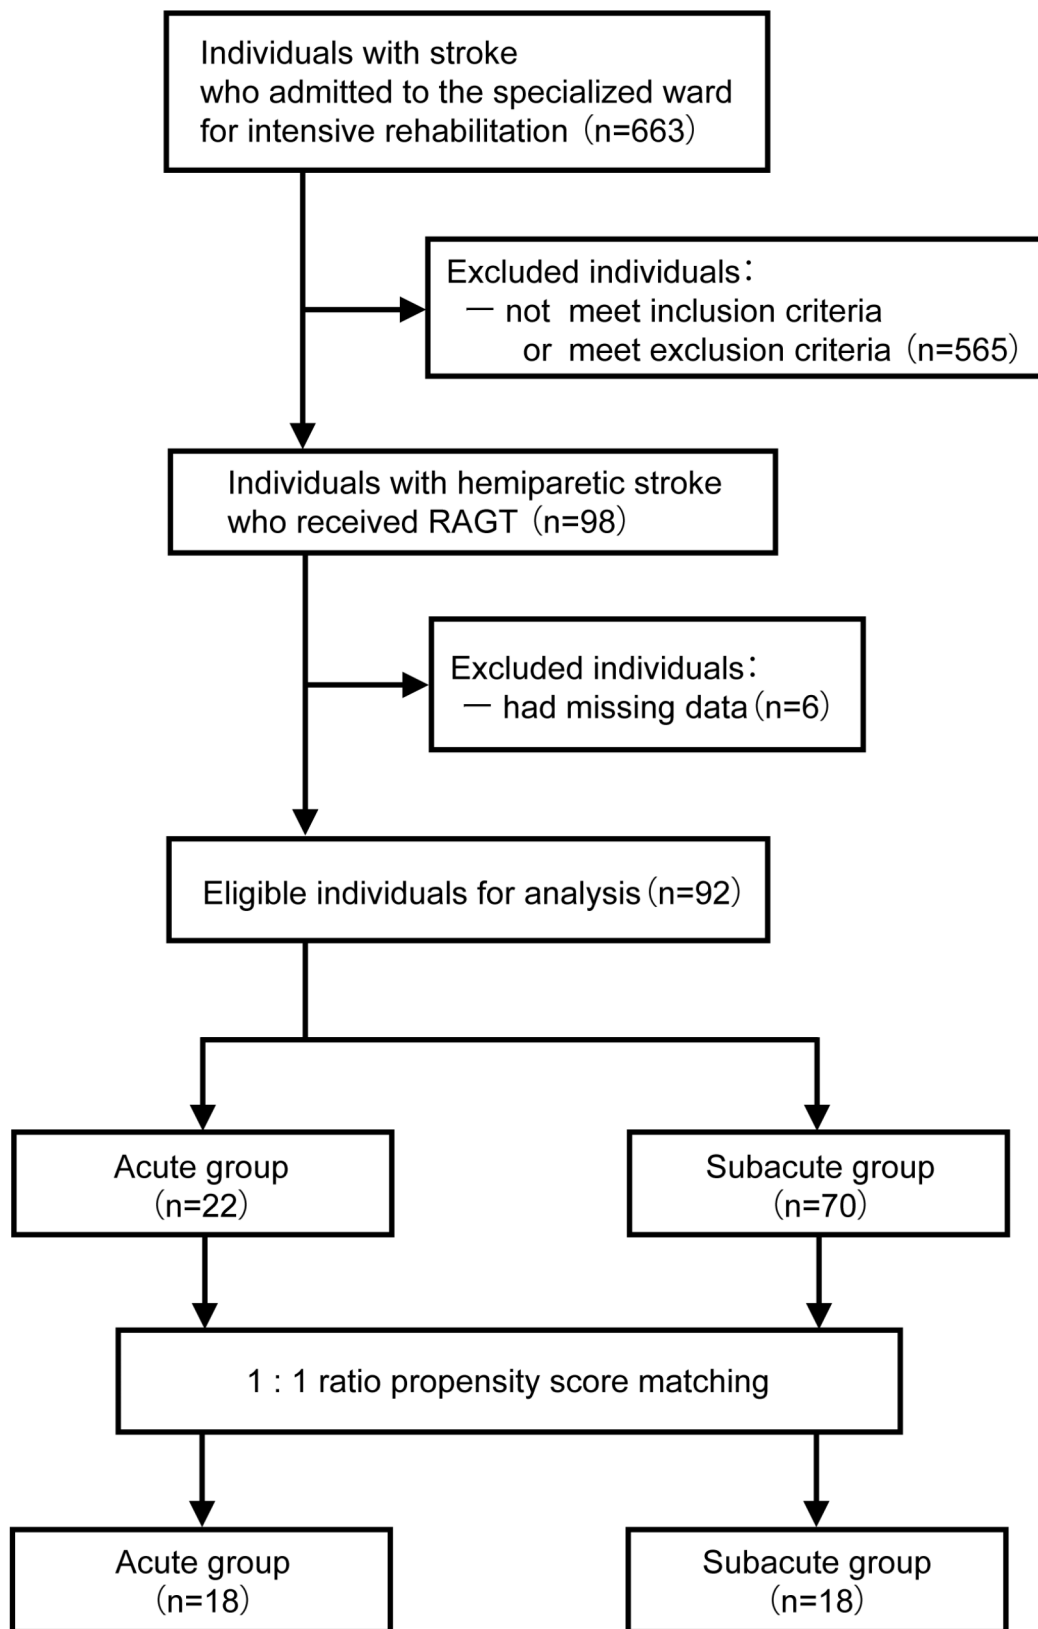 Individuals with stroke
who admitted to the specialized ward
for intensive rehabilitation（n=663）
Excluded individuals：
— not meet inclusion criteria
or meet exclusion criteria（n=565）
Individuals with hemiparetic stroke
who received RAGT（n=98）
Excluded individuals：
— had missing data（n=6）
Eligible individuals for analysis（n=92）
Acute group
（n=22）
Subacute group
（n=70）
1 : 1 ratio propensity score matching
Acute group
（n=18）
Subacute group
（n=18）